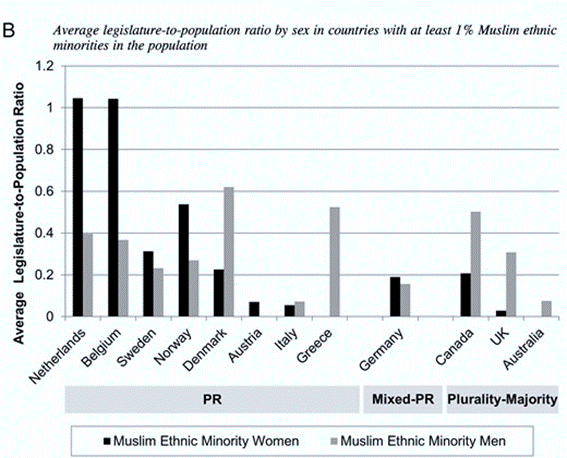 B
Average legislature-to-population ratio by sex in countries with at least 1% Muslim ethnic
minorities in the population
Average Legislature-to-Population Ratio
1.2
1
0.8
0.6
0.4
0.2
0
Netherlands
Belgium
Sweden
Norway
Denmark
Austria
Italy
Greece
Germany
Canada
UK
Australia
PR
Mixed-PR
Plurality-Majority
Muslim Ethnic Minority Women
Muslim Ethnic Minority Men